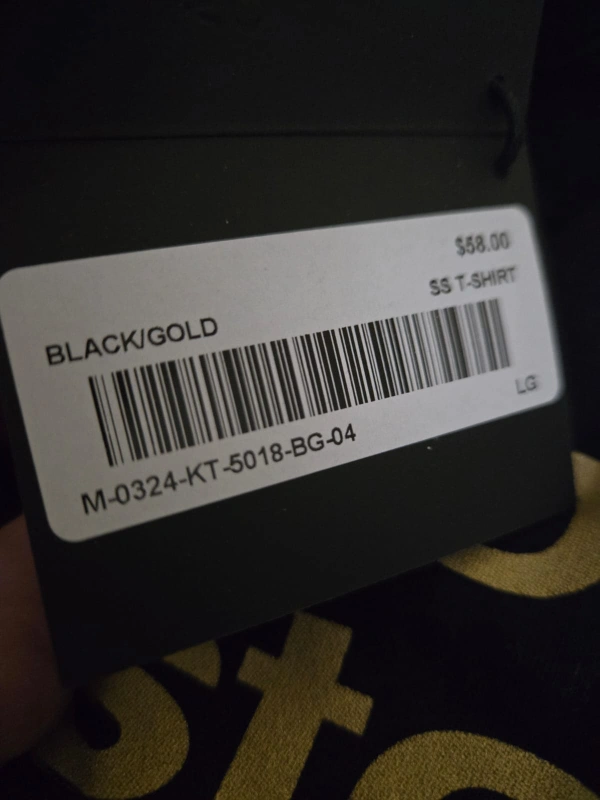 $58.00
SS T-SHIRT
BLACK/GOLD
LG
M-0324-KT-5018-BG-04